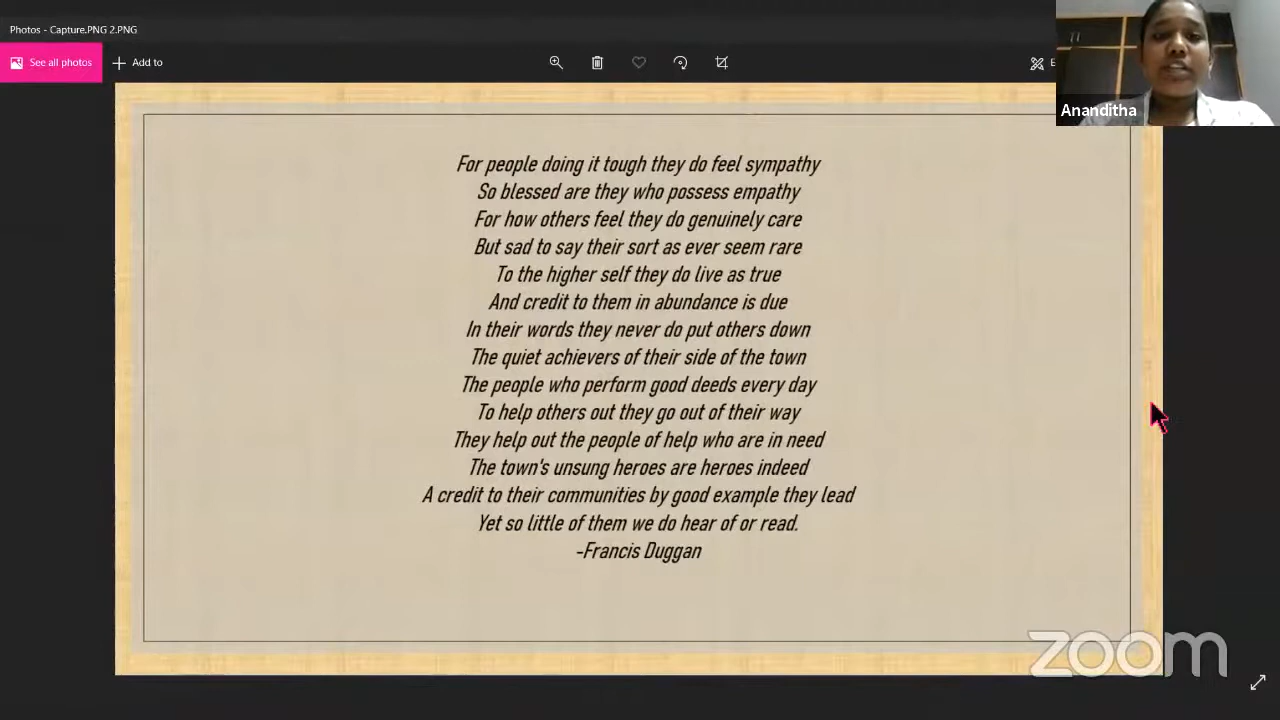 Photos - Capture.PNG 2.PNG
See all photos
Add to
E
Ananditha
For people doing it tough they do feel sympathy
So blessed are they who possess empathy
For how others feel they do genuinely care
But sad to say their sort as ever seem rare
To the higher self they do live as true
And credit to them in abundance is due
In their words they never do put others down
The quiet achievers of their side of the town
The people who perform good deeds every day
To help others out they go out of their way
They help out the people of help who are in need
The town's unsung heroes are heroes indeed
A credit to their communities by good example they lead
Yet so little of them we do hear of or read.
-Francis Duggan
zoom